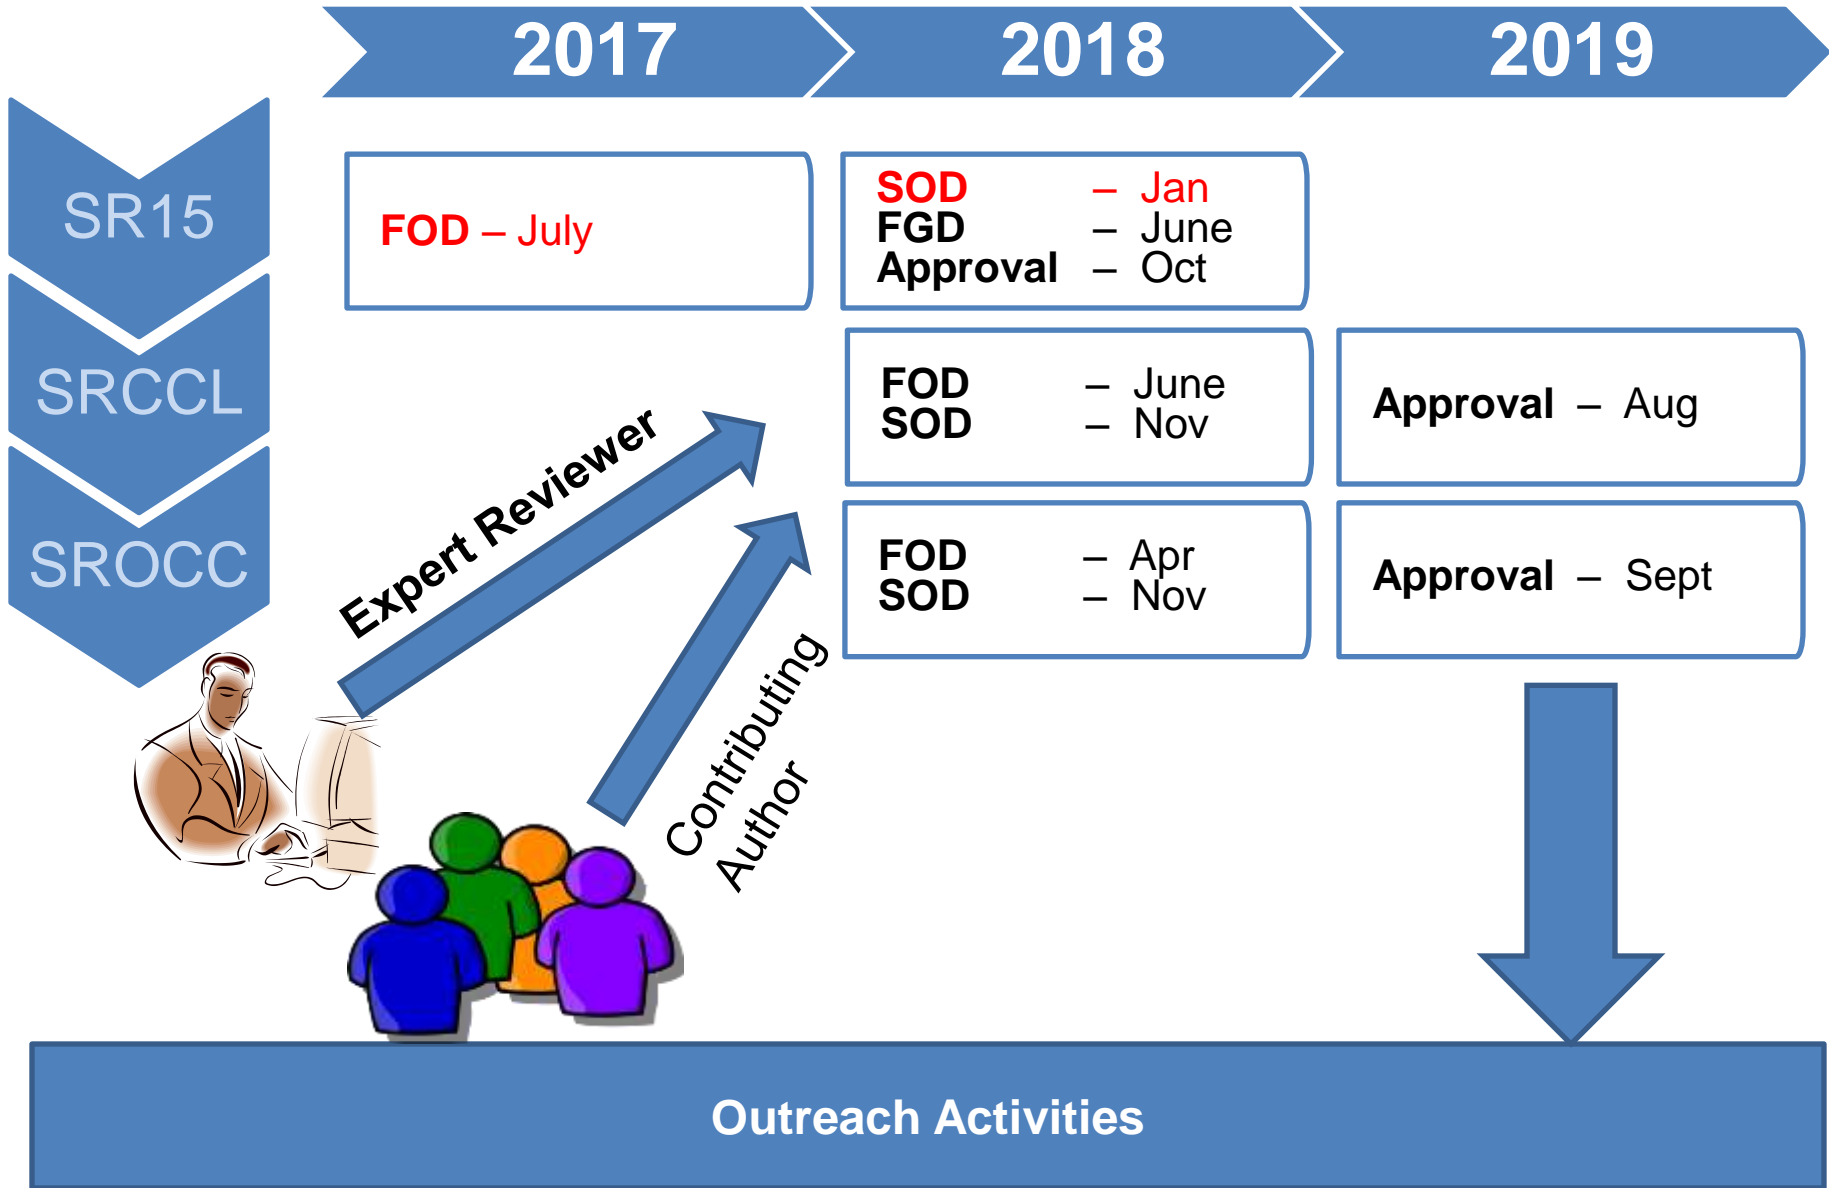 2017 2018 2019
SR15
FOD – July
SOD – Jan
FGD – June
Approval – Oct
SRCCL
FOD – June
SOD – Nov
Approval – Aug
SROCC
FOD – Apr
SOD – Nov
Approval – Sept
Expert Reviewer
Contributing
Author
Outreach Activities